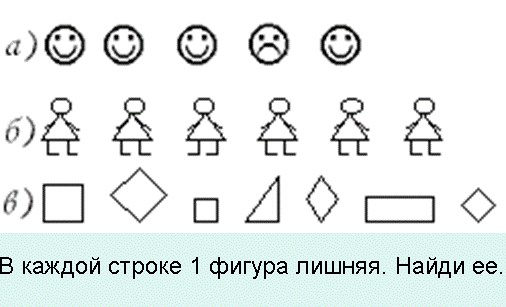 а)
б)
в)
В каждой строке 1 фигура лишняя. Найди ее.